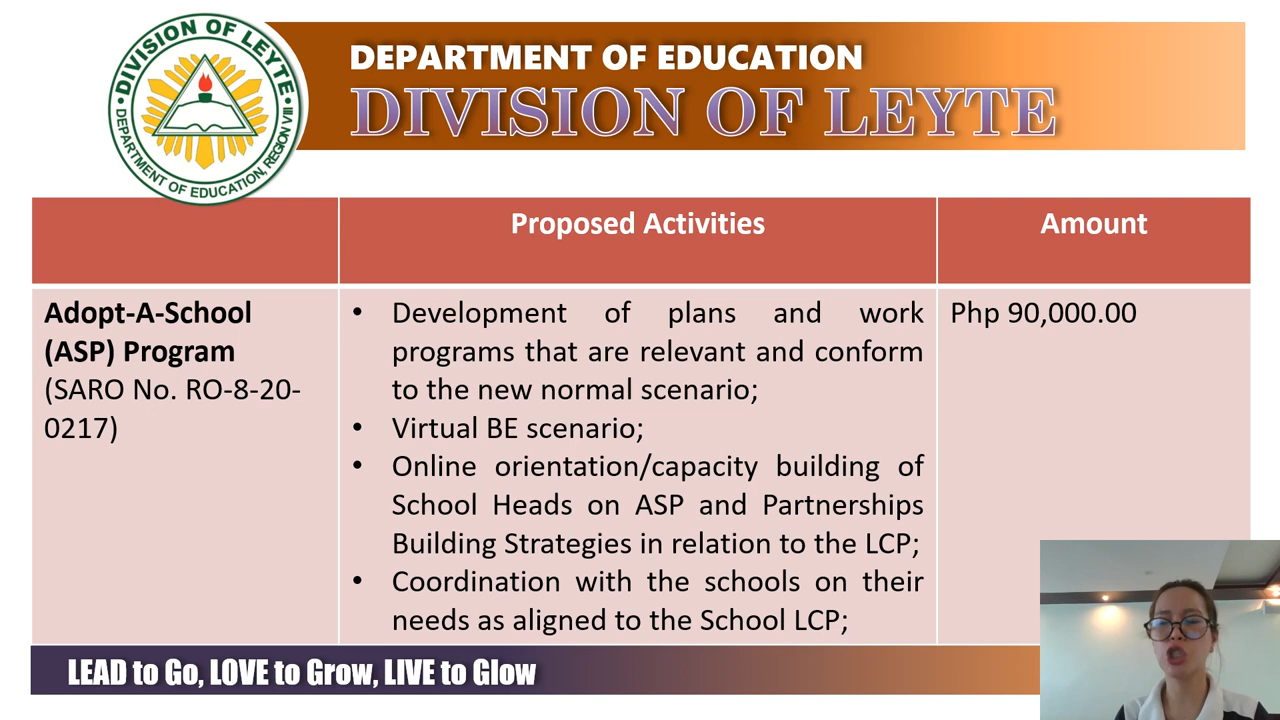 DIVISION OF LEYTE
DEPARTMENT OF EDUCATION, REGION VIII
DEPARTMENT OF EDUCATION
DIVISION OF LEYTE
Proposed Activities
Amount
Adopt-A-School
(ASP) Program
(SARO No. RO-8-20-
0217)
• Development of plans and work
programs that are relevant and conform
to the new normal scenario;
• Virtual BE scenario;
• Online orientation/capacity building of
School Heads on ASP and Partnerships
Building Strategies in relation to the LCP;
• Coordination with the schools on their
needs as aligned to the School LCP;
Php 90,000.00
LEAD to Go, LOVE to Grow, LIVE to Glow